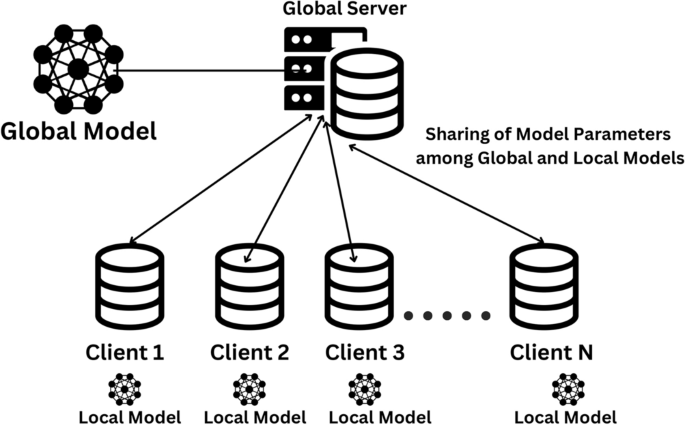 Global Server
Global Model
Sharing of Model Parameters
among Global and Local Models
Client 1
Client 2
Client 3
Client N
Local Model
Local Model
Local Model
Local Model